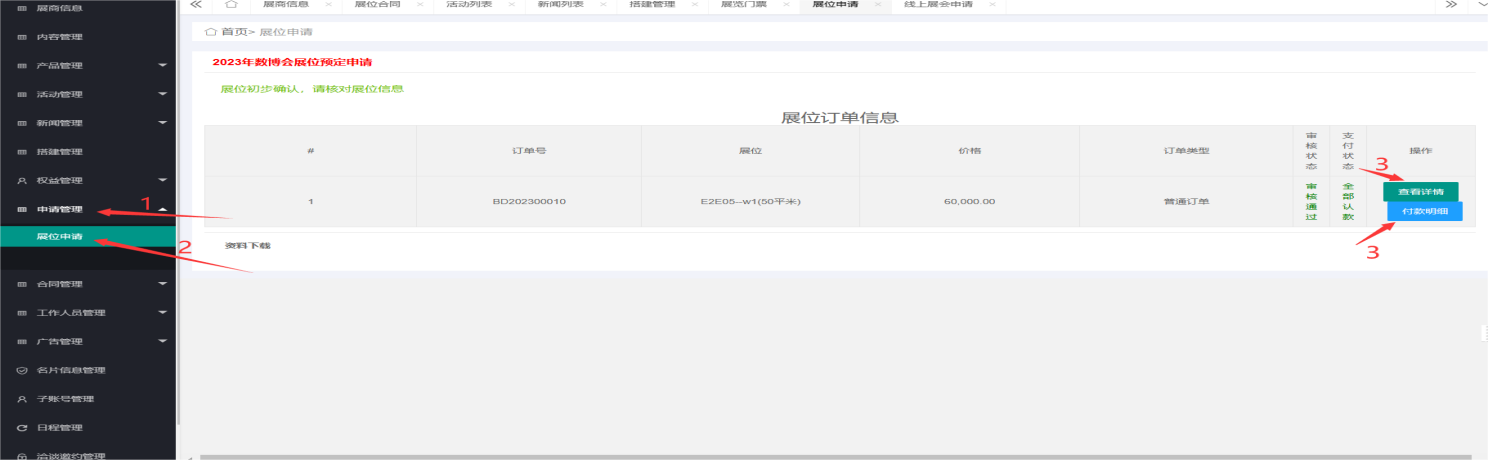 展商信息
内容管理
产品管理
活动管理
新闻管理
搭建管理
权益管理
申请管理
展位申请
合同管理
工作人员管理
广告管理
名片信息管理
子账号管理
日程管理
洽谈邀约管理
展商信息 × 展位合同 × 活动列表 × 新闻列表 × 搭建管理 × 展览门票 × 展位申请 × 线上展会申请 ×
首页> 展位申请
2023年数博会展位预定申请
展位初步确认，请核对展位信息
展位订单信息
# 订单号 展位 价格 订单类型 审核状态 支付状态 操作
1 BD202300010 E2E05--w1(50平米) 60,000.00 普通订单 审核通过 全部认款 查看详情
付款明细
资料下载
1
2
3
3